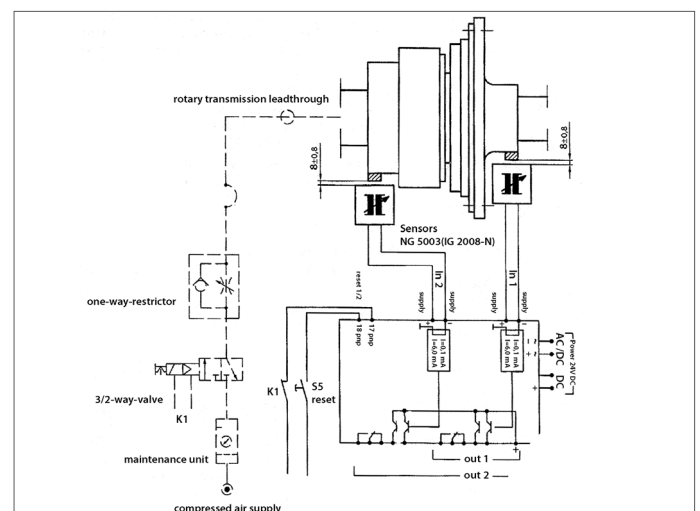 rotary transmission leadthrough
8±0,8
8±0,8
Sensors
NG 5003(IG 2008-N)
In 2
In 1
reset 1/2
supply
supply
supply
supply
one-way-restrictor
17 pnp
18 pnp
+
−
+
−
I=0,1 mA
I=6,0 mA
I=0,1 mA
I=6,0 mA
Power 24V DC
AC/DC
DC
− ~
+ ~
−
+
K1
S5
reset
3/2-way-valve
K1
maintenance unit
+
out 1
out 2
compressed air supply